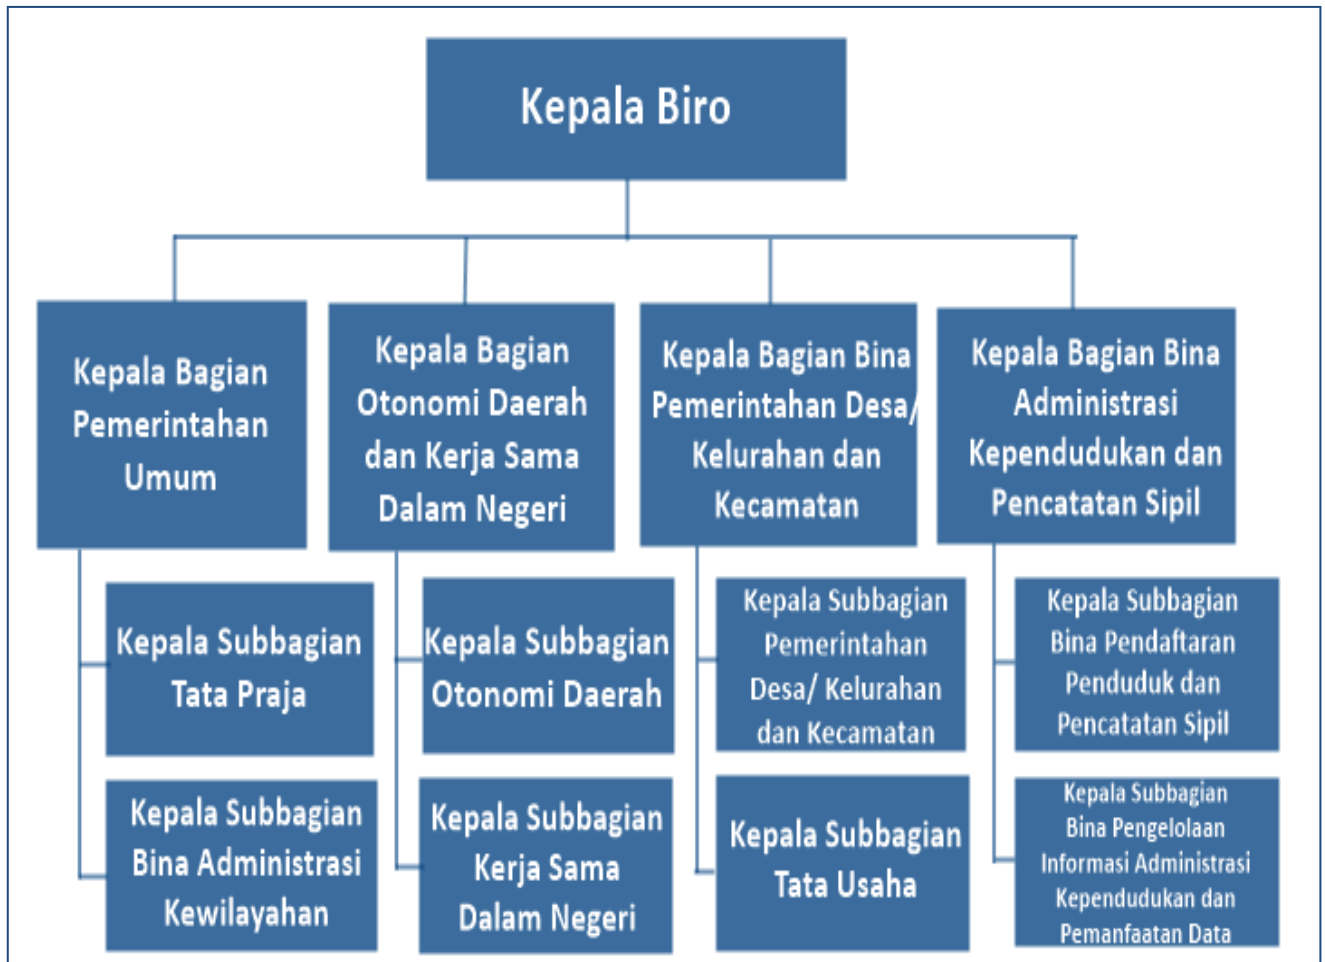 Kepala Biro
Kepala Bagian
Pemerintahan
Umum
Kepala Bagian
Otonomi Daerah
dan Kerja Sama
Dalam Negeri
Kepala Bagian Bina
Pemerintahan Desa/
Kelurahan dan
Kecamatan
Kepala Bagian Bina
Administrasi
Kependudukan dan
Pencatatan Sipil
Kepala Subbagian
Tata Praja
Kepala Subbagian
Otonomi Daerah
Kepala Subbagian
Pemerintahan
Desa/ Kelurahan
dan Kecamatan
Kepala Subbagian
Bina Pendaftaran
Penduduk dan
Pencatatan Sipil
Kepala Subbagian
Bina Administrasi
Kewilayahan
Kepala Subbagian
Kerja Sama
Dalam Negeri
Kepala Subbagian
Tata Usaha
Kepala Subbagian
Bina Pengelolaan
Informasi Administrasi
Kependudukan dan
Pemanfaatan Data